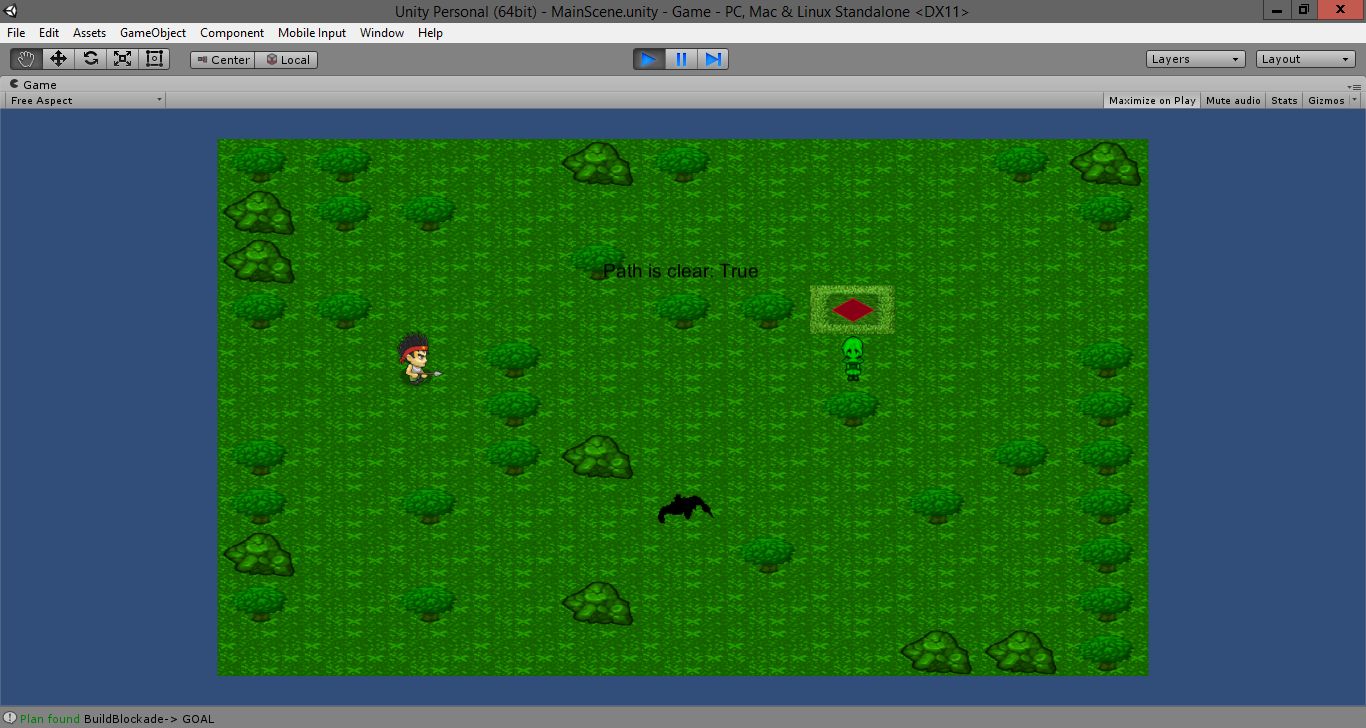 Unity Personal (64bit) - MainScene.unity - Game - PC, Mac & Linux Standalone <DX11>
File Edit Assets GameObject Component Mobile Input Window Help
Center Local Layers Layout
Game
Free Aspect Maximize on Play Mute audio Stats Gizmos
Path is clear: True
Plan found BuildBlockade-> GOAL